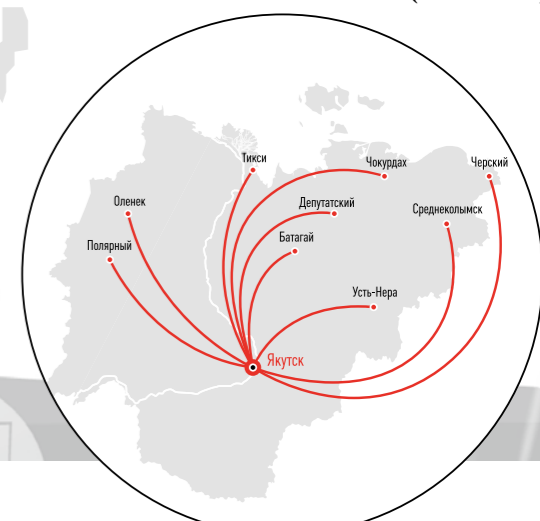 Тикси
Чокурдах
Черский
Оленек
Депутатский
Среднеколымск
Полярный
Батагай
Усть-Нера
Якутск